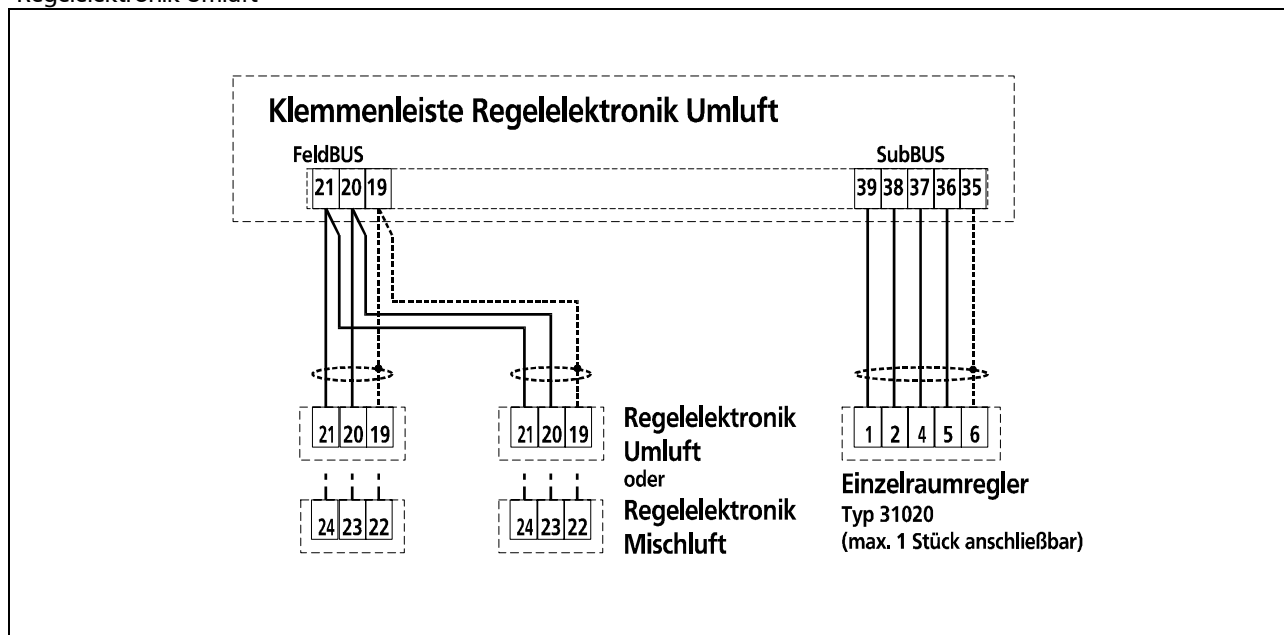 Regelelektronik Umluft
Klemmenleiste Regelelektronik Umluft
FeldBUS SubBUS
21 20 19 39 38 37 36 35
21 20 19 21 20 19 Regelelektronik Umluft 1 2 4 5 6
oder Einzelraumregler
24 23 22 24 23 22 Regelelektronik Mischluft Typ 31020
(max. 1 Stück anschließbar)